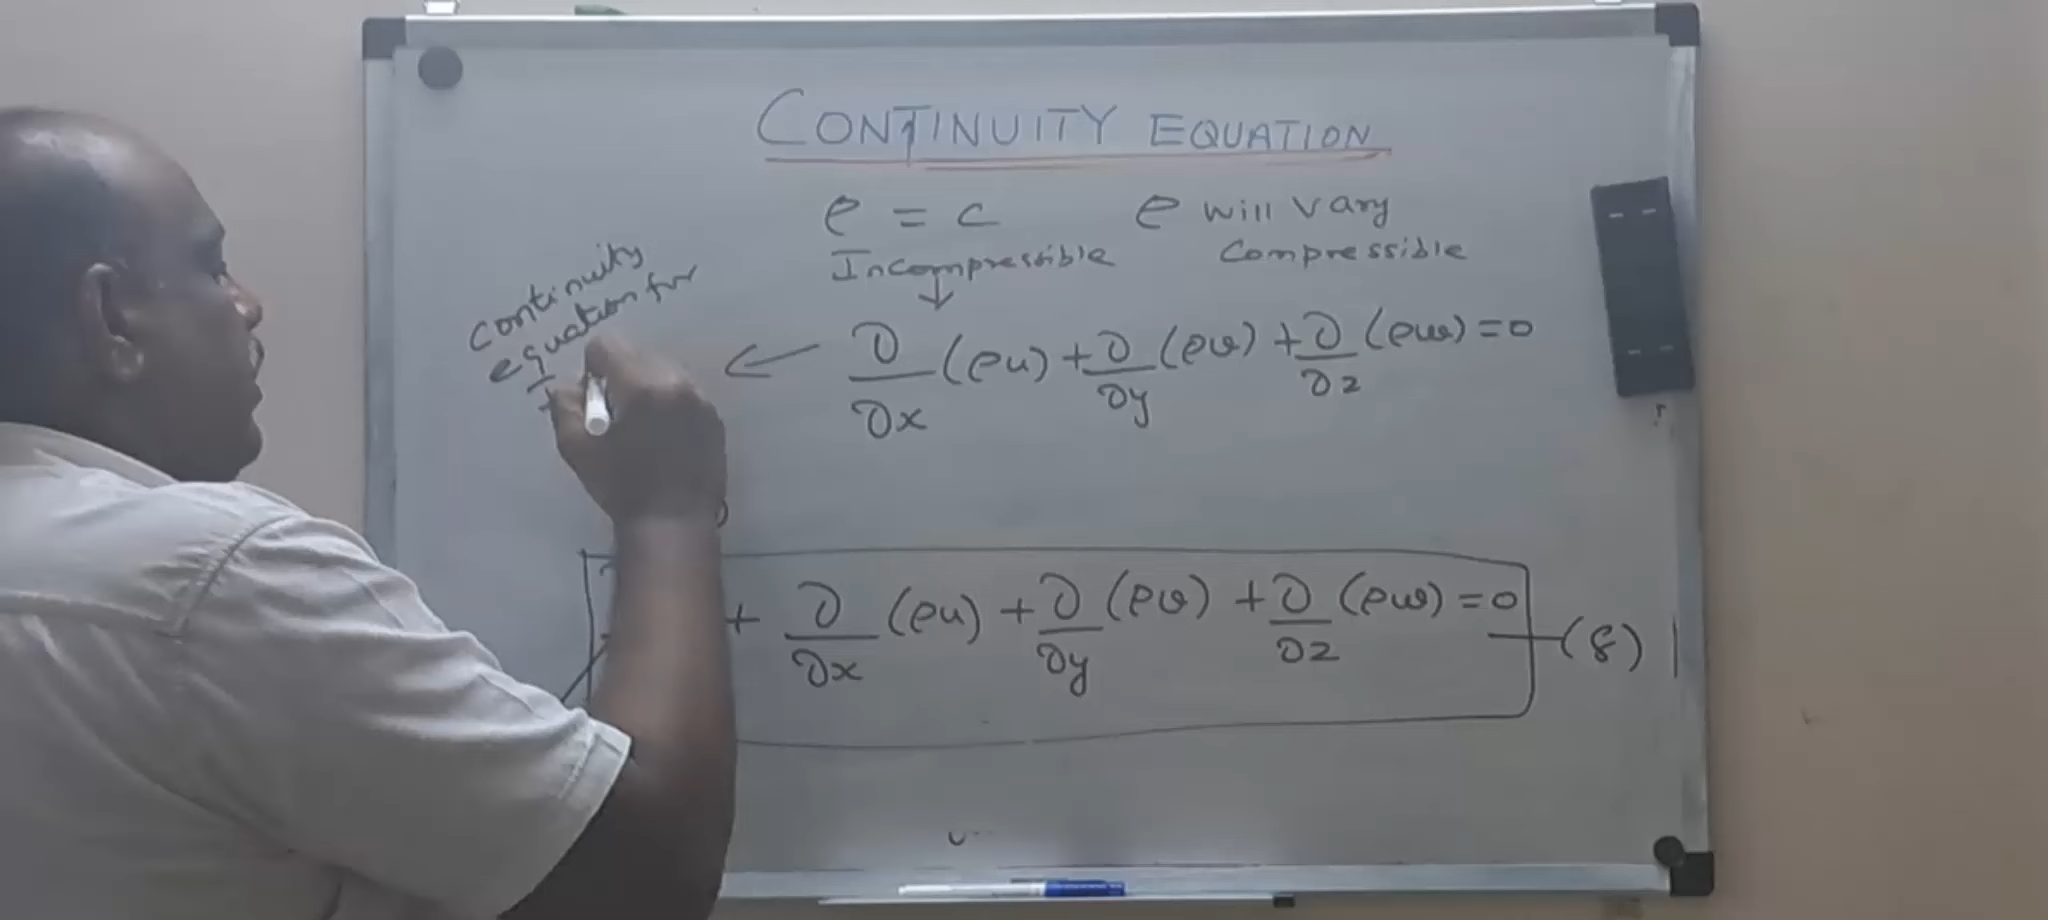 CONTINUITY EQUATION
ρ = c
Incompressible
ρ will vary
Compressible
↓
continuity
equation for
← ∂/∂x (ρu) + ∂/∂y (ρv) + ∂/∂z (ρw) = 0
+ ∂/∂x (ρu) + ∂/∂y (ρv) + ∂/∂z (ρw) = 0 — (8)